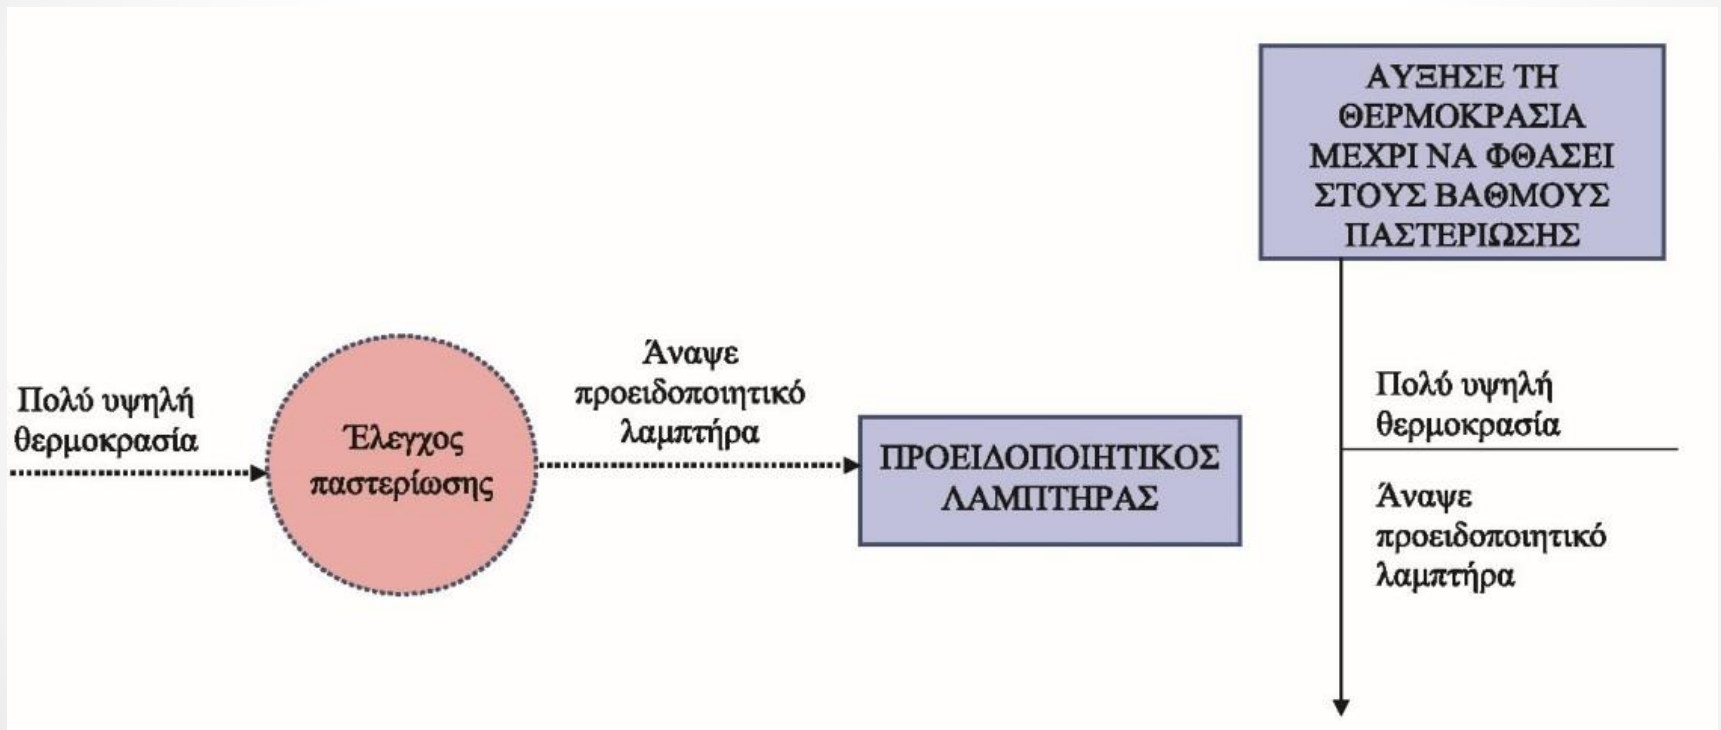 Πολύ υψηλή
θερμοκρασία
Έλεγχος
παστερίωσης
Άναψε
προειδοποιητικό
λαμπτήρα
ΠΡΟΕΙΔΟΠΟΙΗΤΙΚΟΣ
ΛΑΜΠΤΗΡΑΣ
ΑΥΞΗΣΕ ΤΗ
ΘΕΡΜΟΚΡΑΣΙΑ
ΜΕΧΡΙ ΝΑ ΦΘΑΣΕΙ
ΣΤΟΥΣ ΒΑΘΜΟΥΣ
ΠΑΣΤΕΡΙΩΣΗΣ
Πολύ υψηλή
θερμοκρασία
Άναψε
προειδοποιητικό
λαμπτήρα